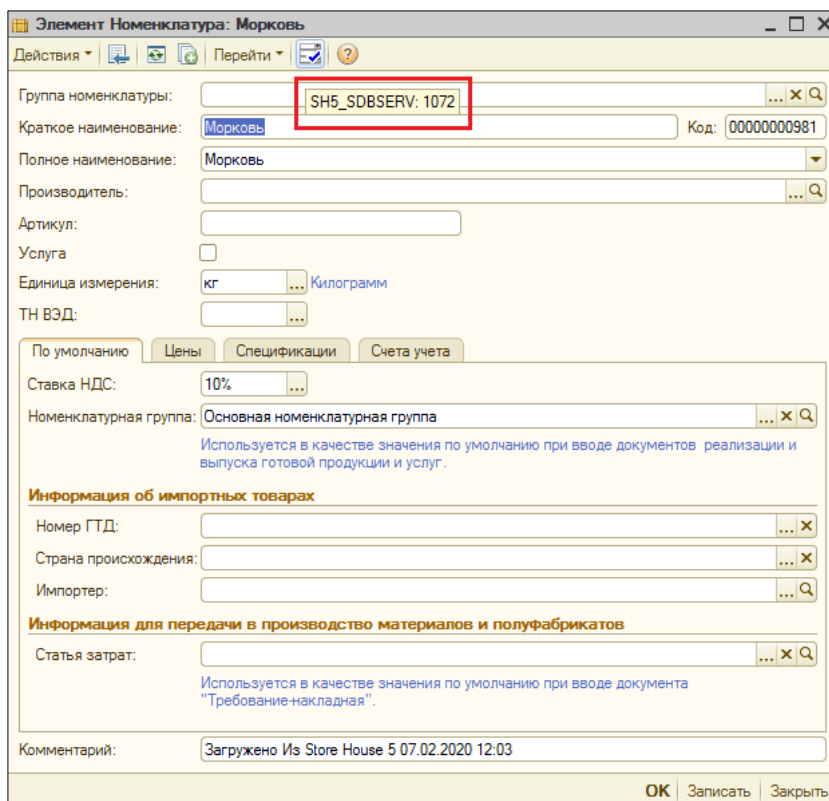 Элемент Номенклатура: Морковь
Действия Перейти
Группа номенклатуры:
SH5_SDBSERV: 1072
Краткое наименование: Морковь Код: 00000000981
Полное наименование: Морковь
Производитель:
Артикул:
Услуга
Единица измерения: кг ... Килограмм
ТН ВЭД: ...
По умолчанию Цены Спецификации Счета учета
Ставка НДС: 10% ...
Номенклатурная группа: Основная номенклатурная группа
Используется в качестве значения по умолчанию при вводе документов реализации и
выпуска готовой продукции и услуг.
Информация об импортных товарах
Номер ГТД:
Страна происхождения:
Импортер:
Информация для передачи в производство материалов и полуфабрикатов
Статья затрат:
Используется в качестве значения по умолчанию при вводе документа
"Требование-накладная".
Комментарий: Загружено Из Store House 5 07.02.2020 12:03
OK Записать Закрыть